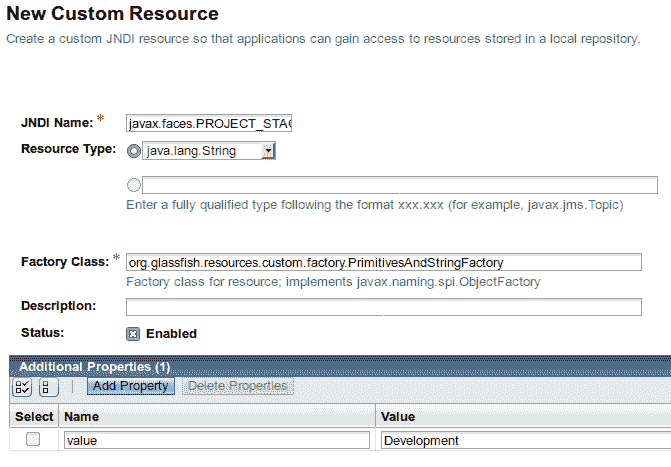 New Custom Resource
Create a custom JNDI resource so that applications can gain access to resources stored in a local repository.
JNDI Name: * javax.faces.PROJECT_STAG
Resource Type: java.lang.String
Enter a fully qualified type following the format xxx.xxx (for example, javax.jms.Topic)
Factory Class: * org.glassfish.resources.custom.factory.PrimitivesAndStringFactory
Factory class for resource; implements javax.naming.spi.ObjectFactory
Description:
Status: Enabled
Additional Properties (1)
Add Property Delete Properties
Select Name Value
value Development